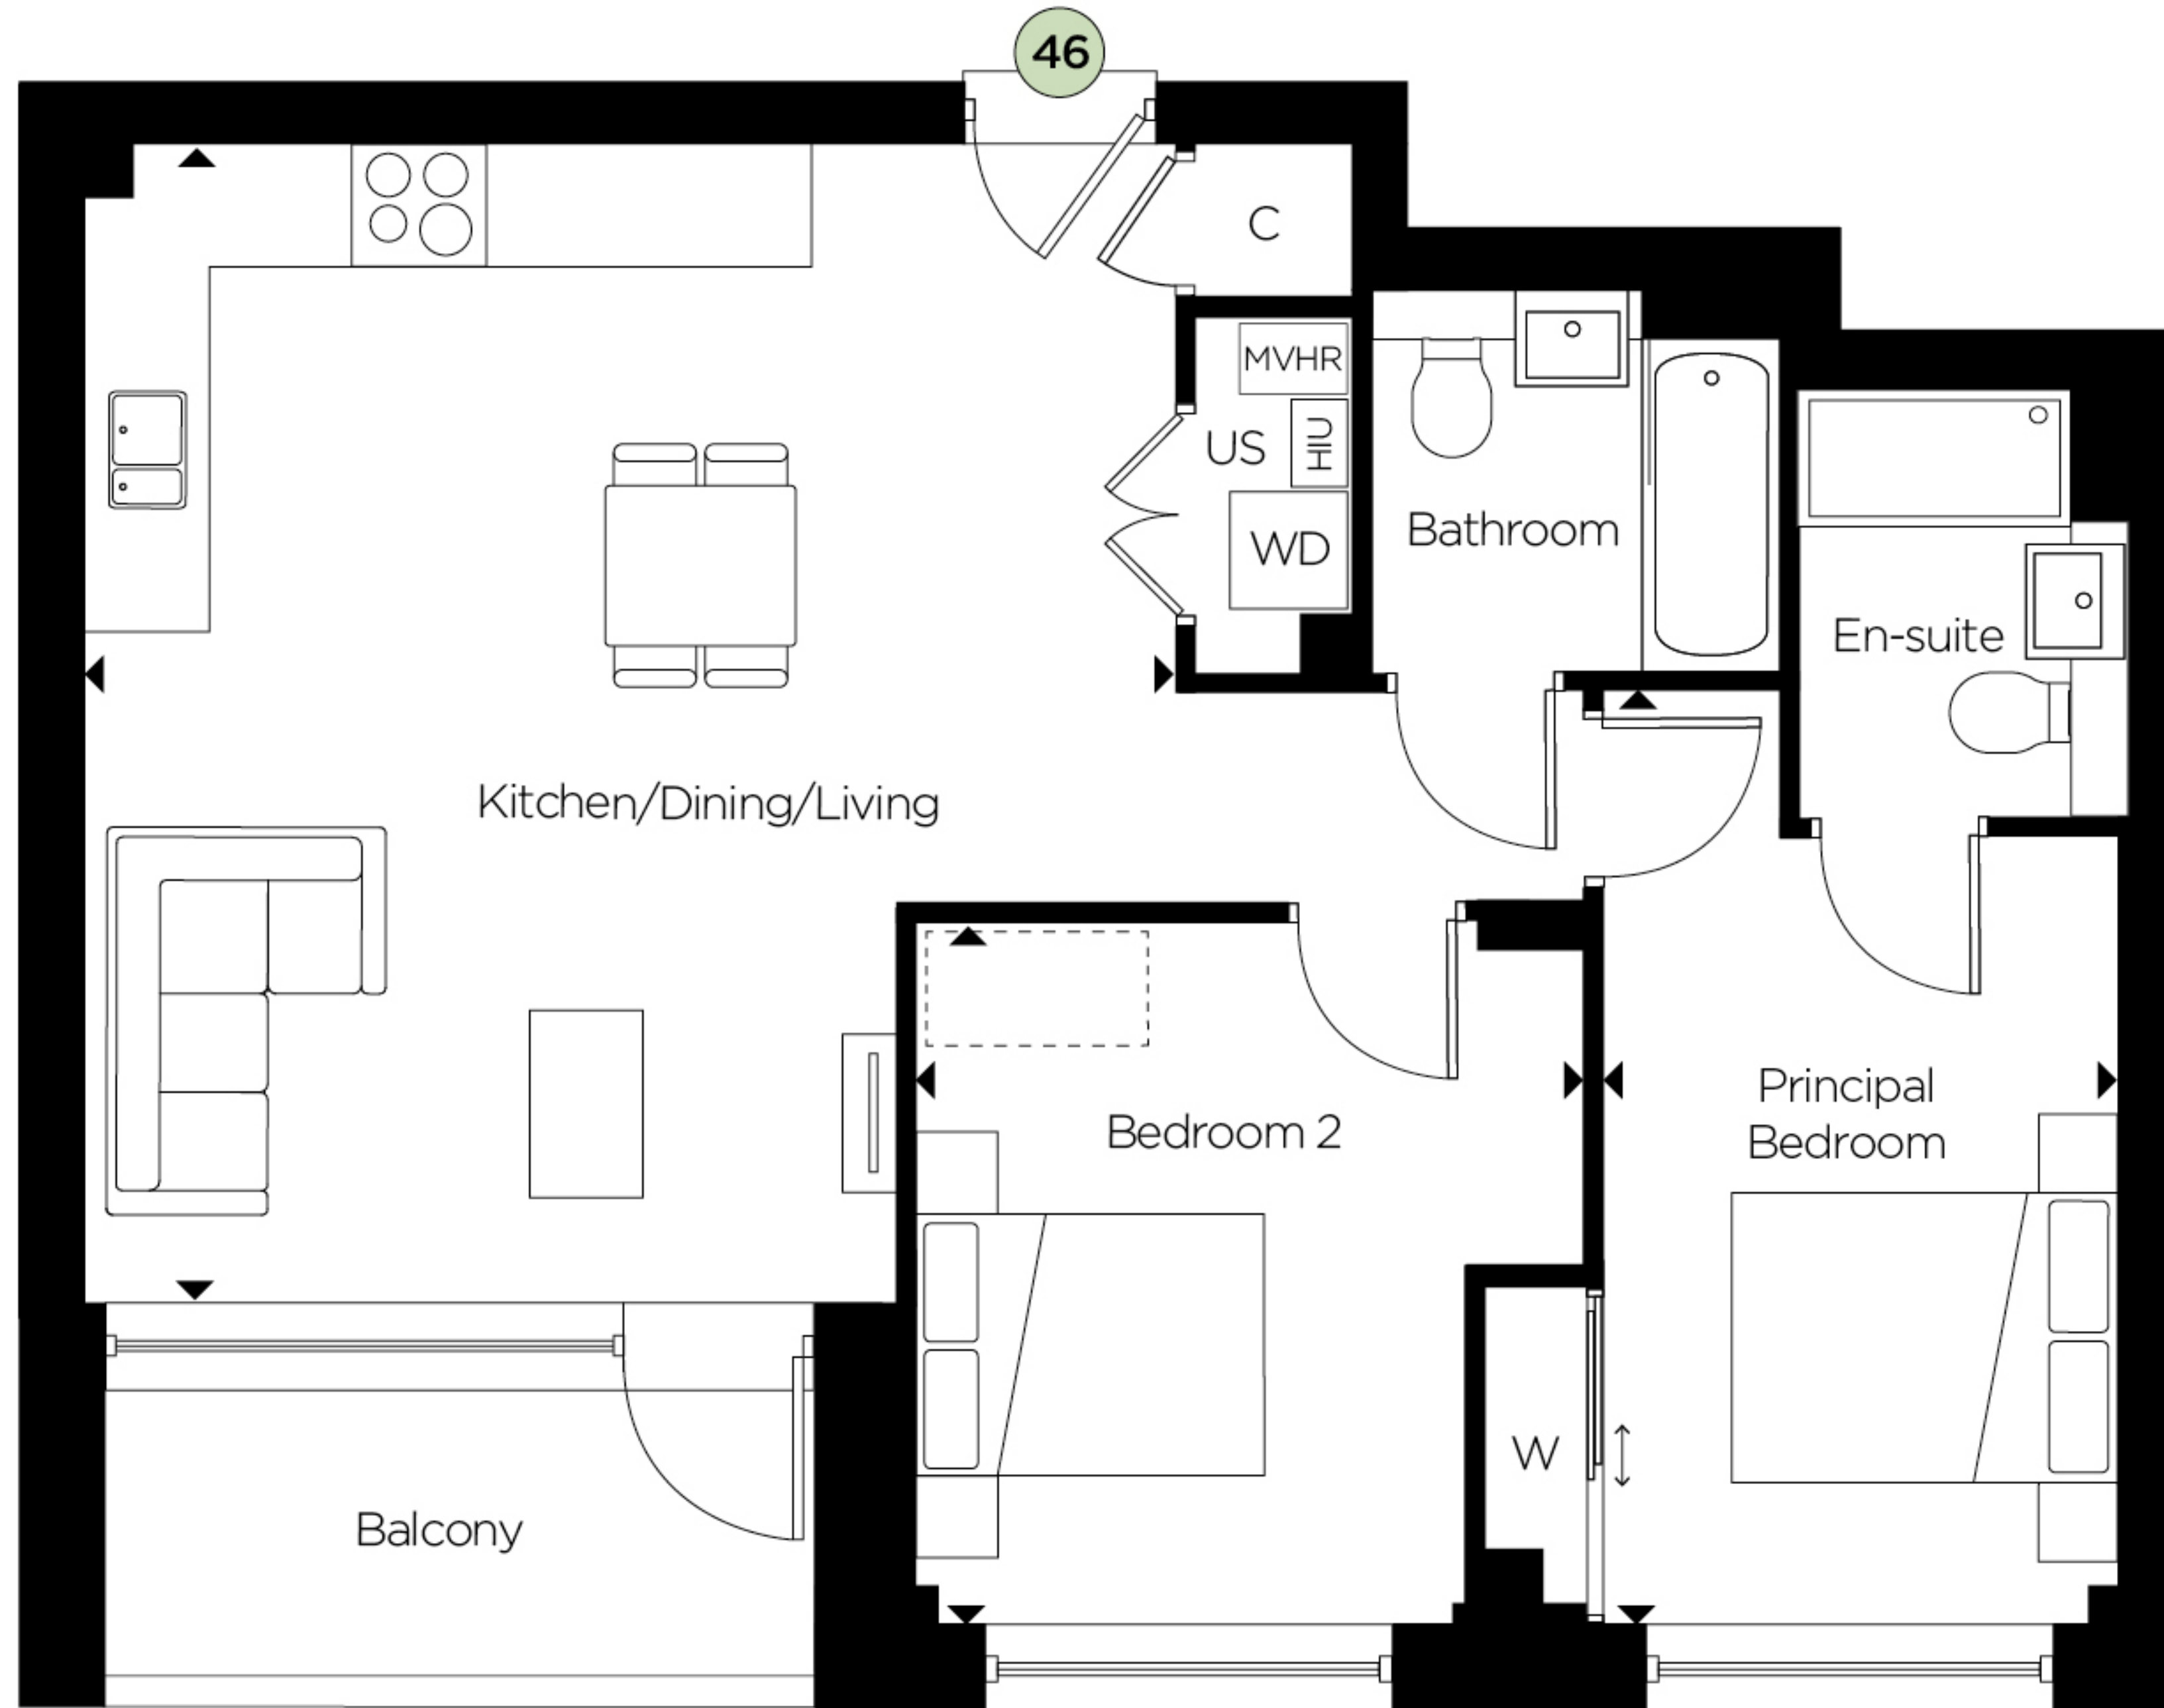 46
C
MVHR
HIU
US
WD
Bathroom
En-suite
Kitchen/Dining/Living
Principal
Bedroom
Bedroom 2
W
Balcony